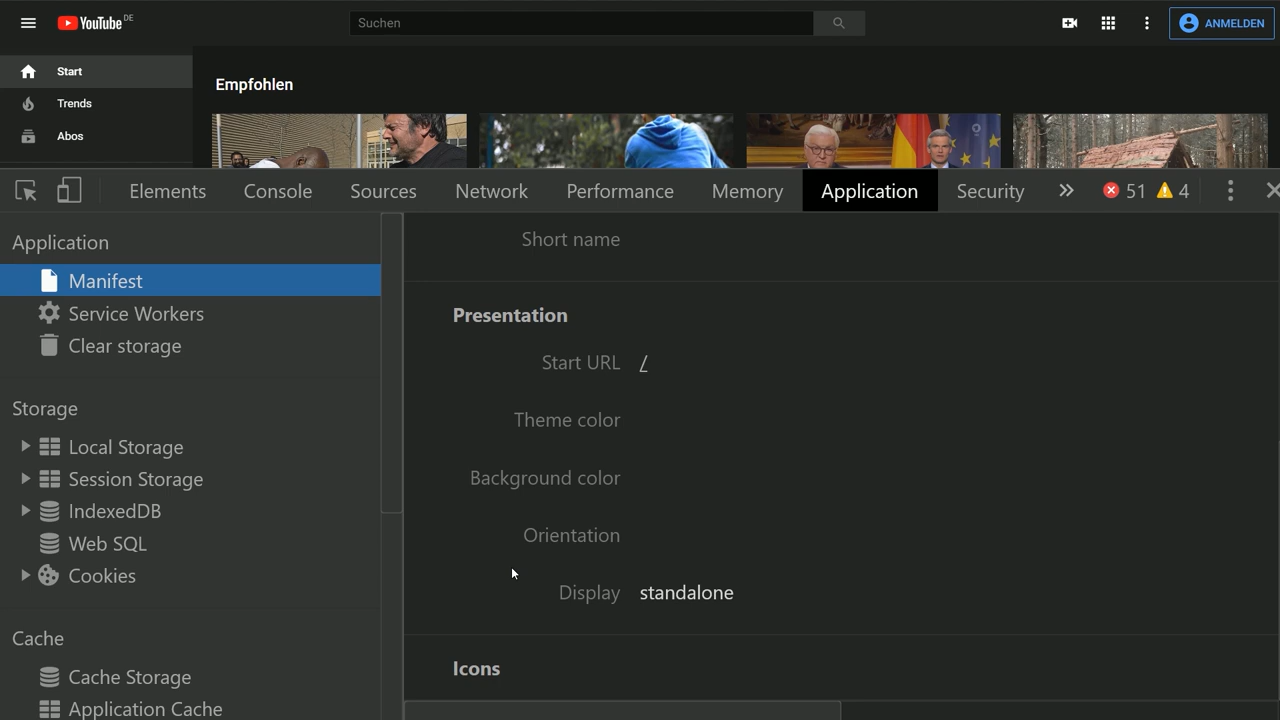 YouTube DE
Suchen
ANMELDEN
Start
Trends
Abos
Empfohlen
Elements Console Sources Network Performance Memory Application Security » 51 4
Application
Manifest
Service Workers
Clear storage
Storage
Local Storage
Session Storage
IndexedDB
Web SQL
Cookies
Cache
Cache Storage
Application Cache
Short name
Presentation
Start URL /
Theme color
Background color
Orientation
Display standalone
Icons